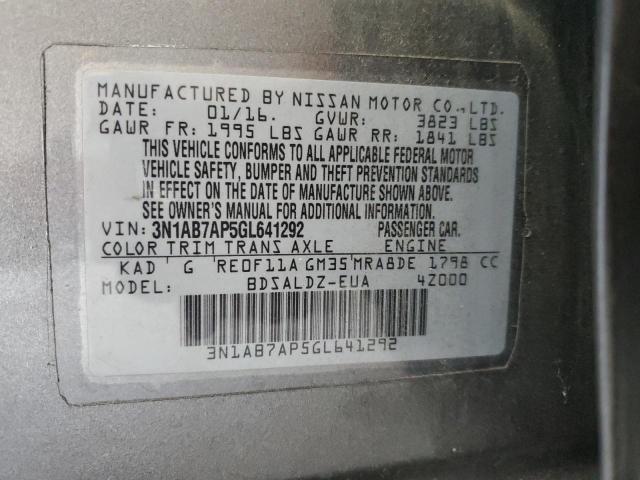 MANUFACTURED BY NISSAN MOTOR CO.,LTD.
DATE: 01/16. GVWR: 3823 LBS
GAWR FR: 1995 LBS GAWR RR: 1841 LBS
THIS VEHICLE CONFORMS TO ALL APPLICABLE FEDERAL MOTOR
VEHICLE SAFETY, BUMPER AND THEFT PREVENTION STANDARDS
IN EFFECT ON THE DATE OF MANUFACTURE SHOWN ABOVE.
SEE OWNER'S MANUAL FOR ADDITIONAL INFORMATION.
VIN: 3N1AB7AP5GL641292 PASSENGER CAR.
COLOR TRIM TRANS AXLE ENGINE
KAD G RE0F11A GM35 MRA8DE 1798 CC
MODEL: BDSALDZ-EUA 4Z000
3N1AB7AP5GL641292